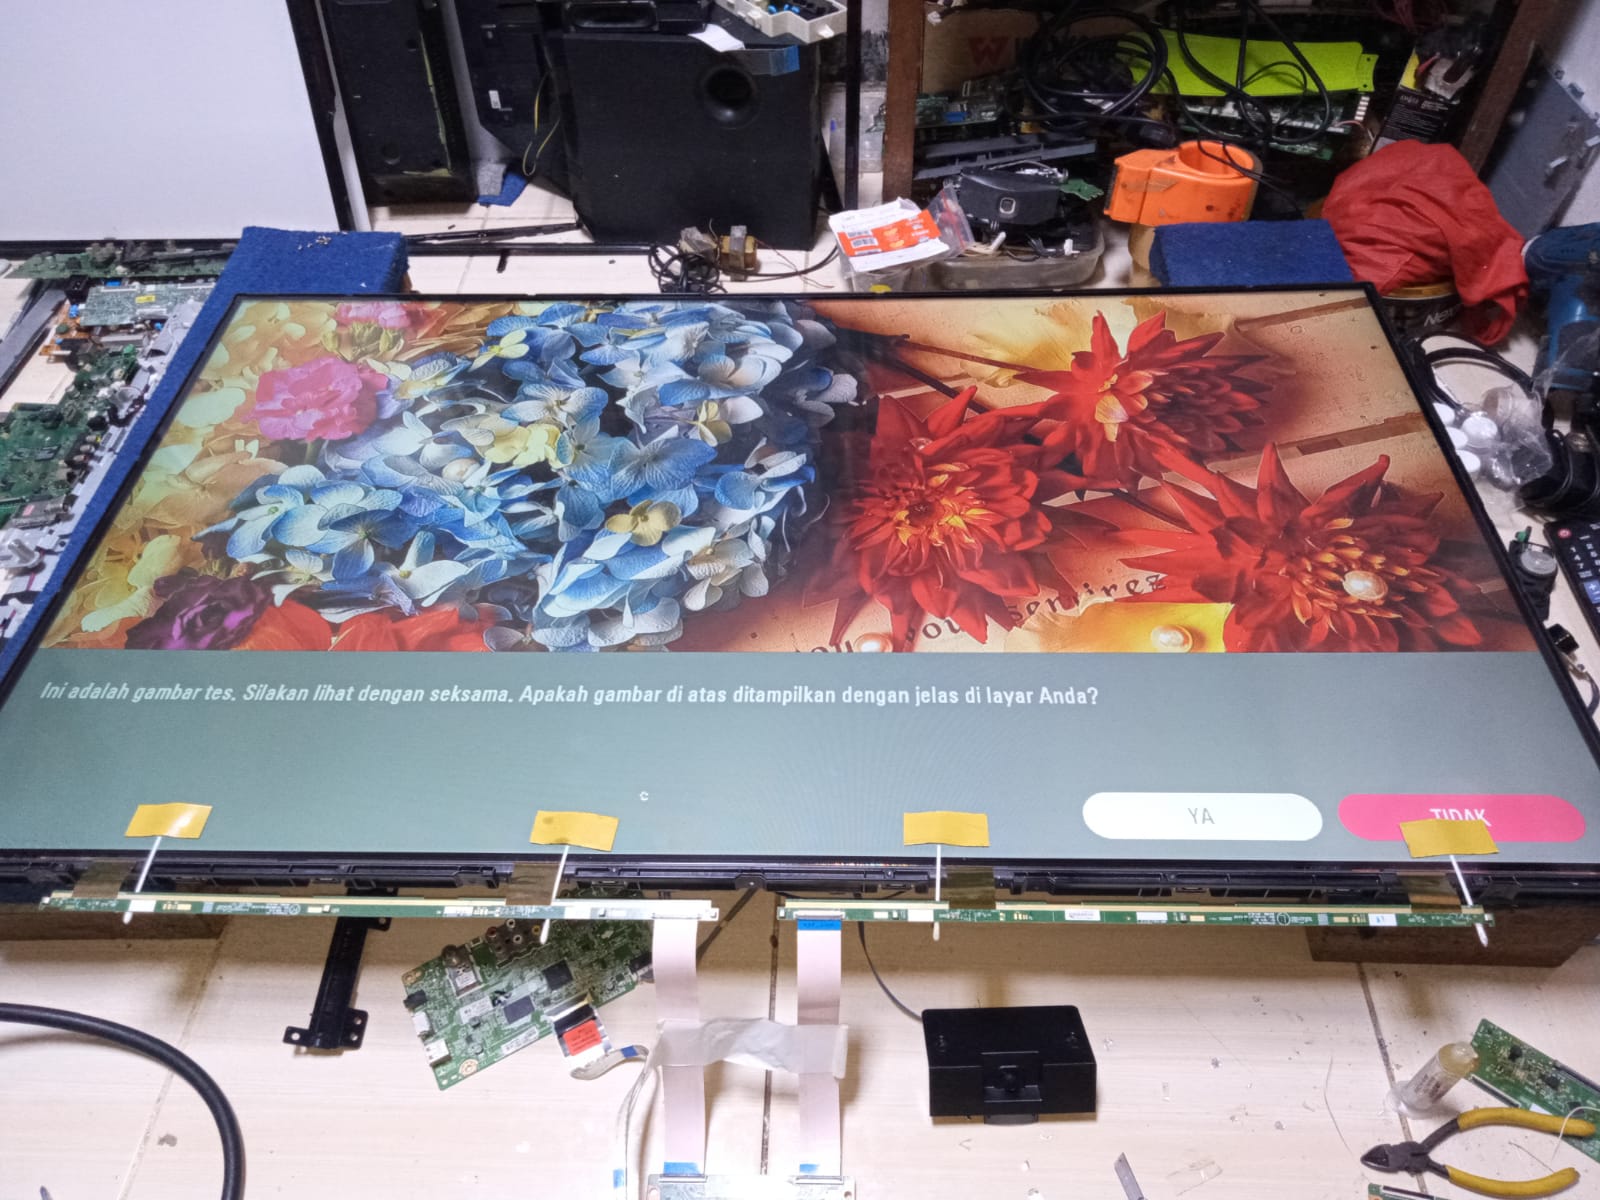 Ini adalah gambar tes. Silakan lihat dengan seksama. Apakah gambar di atas ditampilkan dengan jelas di layar Anda?
YA
TIDAK